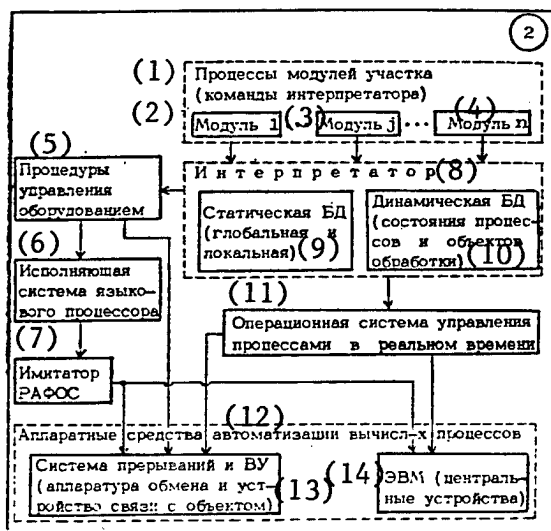 2
(1) Процессы модулей участка
(команды интерпретатора)
(2) (3) (4)
Модуль 1 ... Модуль j ... Модуль n
(5)
Процедуры
управления
оборудованием
Интерпретатор (8)
Статическая БД
(глобальная и
локальная) (9)
Динамическая БД
(состояния процес-
сов и объектов
обработки) (10)
(6)
Исполняющая
система языко-
вого процессора
(11)
Операционная система управления
процессами в реальном времени
(7)
Имитатор
РАФОС
(12)
Аппаратные средства автоматизации вычисл-х процессов
Система прерываний и ВУ
(аппаратура обмена и уст-
ройство связи с объектом) (13)
(14) ЭВМ (централь-
ные устройства)